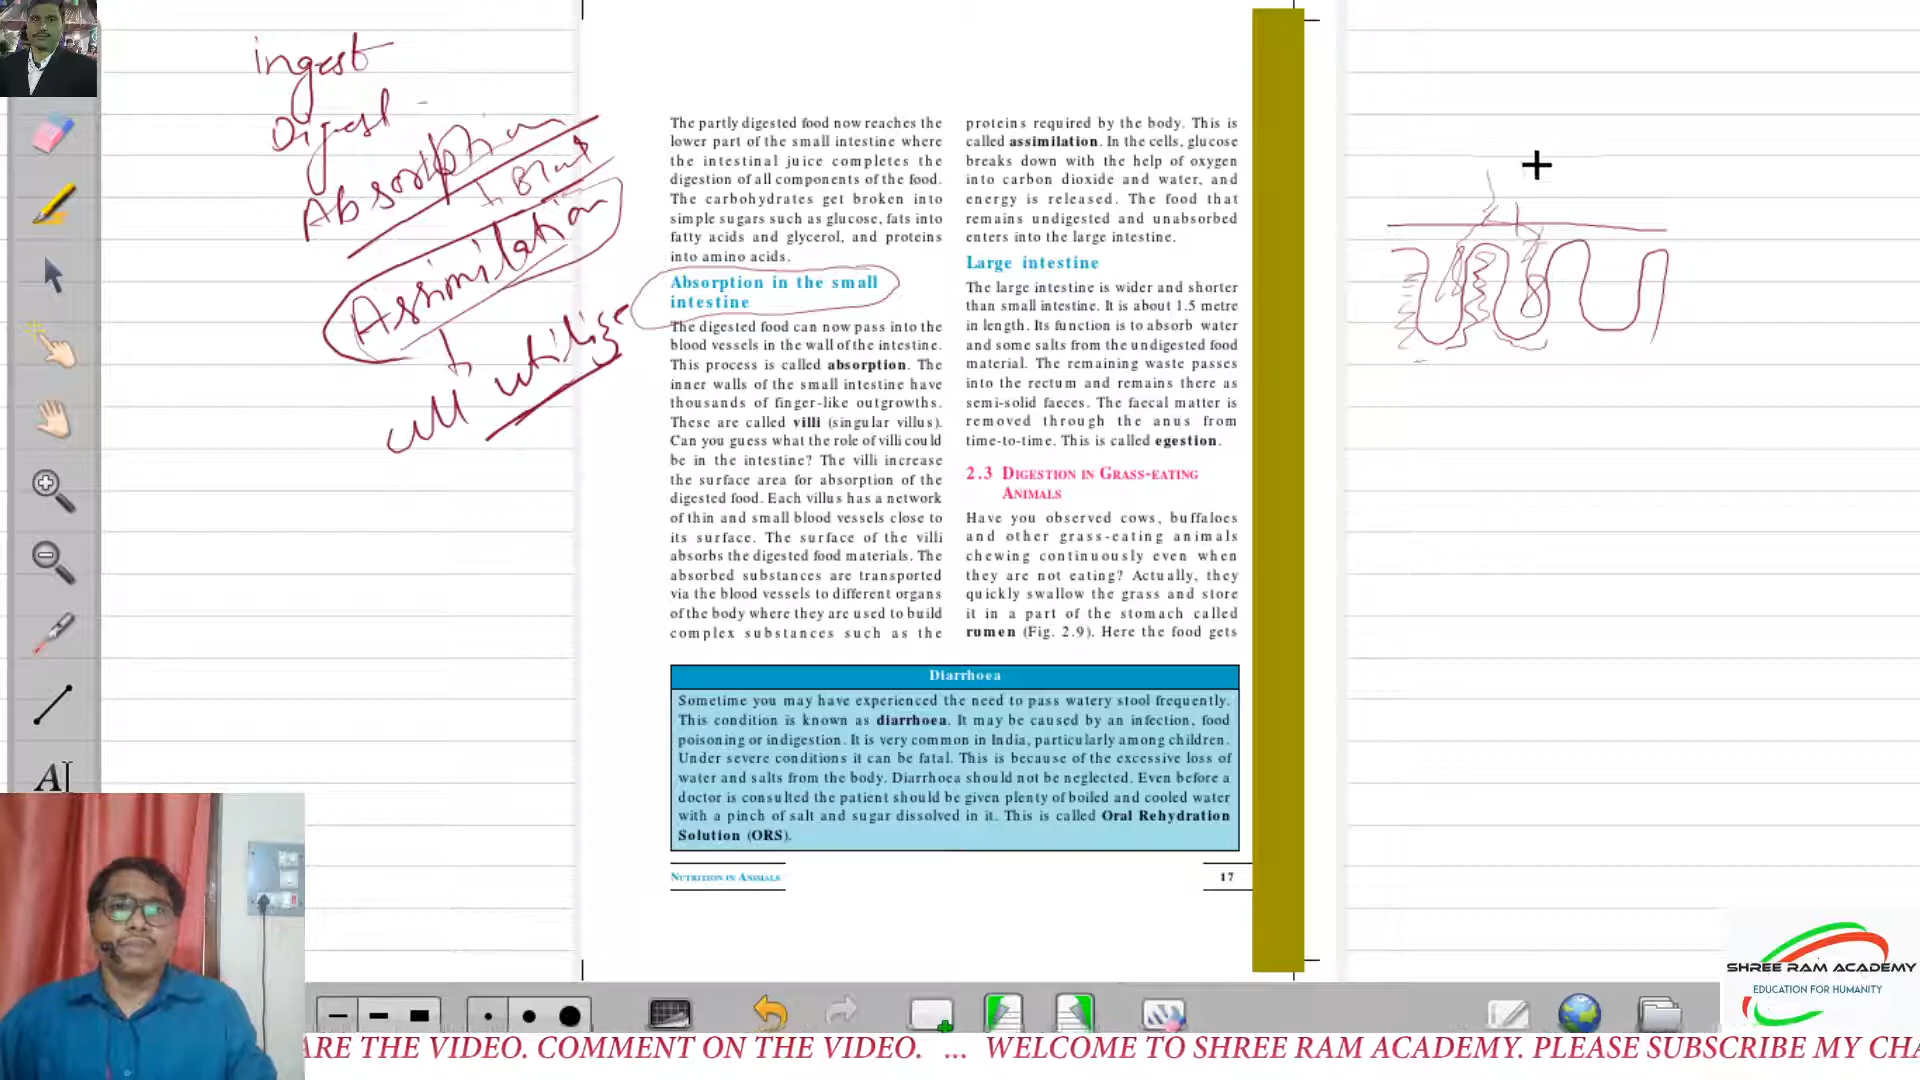 ingest
Digest
Absorption
Blood
Assimilation
cell utilize
The partly digested food now reaches the
lower part of the small intestine where
the intestinal juice completes the
digestion of all components of the food.
The carbohydrates get broken into
simple sugars such as glucose, fats into
fatty acids and glycerol, and proteins
into amino acids.
Absorption in the small
intestine
The digested food can now pass into the
blood vessels in the wall of the intestine.
This process is called absorption. The
inner walls of the small intestine have
thousands of finger-like outgrowths.
These are called villi (singular villus).
Can you guess what the role of villi could
be in the intestine? The villi increase
the surface area for absorption of the
digested food. Each villus has a network
of thin and small blood vessels close to
its surface. The surface of the villi
absorbs the digested food materials. The
absorbed substances are transported
via the blood vessels to different organs
of the body where they are used to build
complex substances such as the
proteins required by the body. This is
called assimilation. In the cells, glucose
breaks down with the help of oxygen
into carbon dioxide and water, and
energy is released. The food that
remains undigested and unabsorbed
enters into the large intestine.
Large intestine
The large intestine is wider and shorter
than small intestine. It is about 1.5 metre
in length. Its function is to absorb water
and some salts from the undigested food
material. The remaining waste passes
into the rectum and remains there as
semi-solid faeces. The faecal matter is
removed through the anus from
time-to-time. This is called egestion.
2.3 DIGESTION IN GRASS-EATING
ANIMALS
Have you observed cows, buffaloes
and other grass-eating animals
chewing continuously even when
they are not eating? Actually, they
quickly swallow the grass and store
it in a part of the stomach called
rumen (Fig. 2.9). Here the food gets
Diarrhoea
Sometime you may have experienced the need to pass watery stool frequently.
This condition is known as diarrhoea. It may be caused by an infection, food
poisoning or indigestion. It is very common in India, particularly among children.
Under severe conditions it can be fatal. This is because of the excessive loss of
water and salts from the body. Diarrhoea should not be neglected. Even before a
doctor is consulted the patient should be given plenty of boiled and cooled water
with a pinch of salt and sugar dissolved in it. This is called Oral Rehydration
Solution (ORS).
NUTRITION IN ANIMALS
17
A
SHREE RAM ACADEMY
EDUCATION FOR HUMANITY
ARE THE VIDEO. COMMENT ON THE VIDEO. ... WELCOME TO SHREE RAM ACADEMY. PLEASE SUBSCRIBE MY CHA